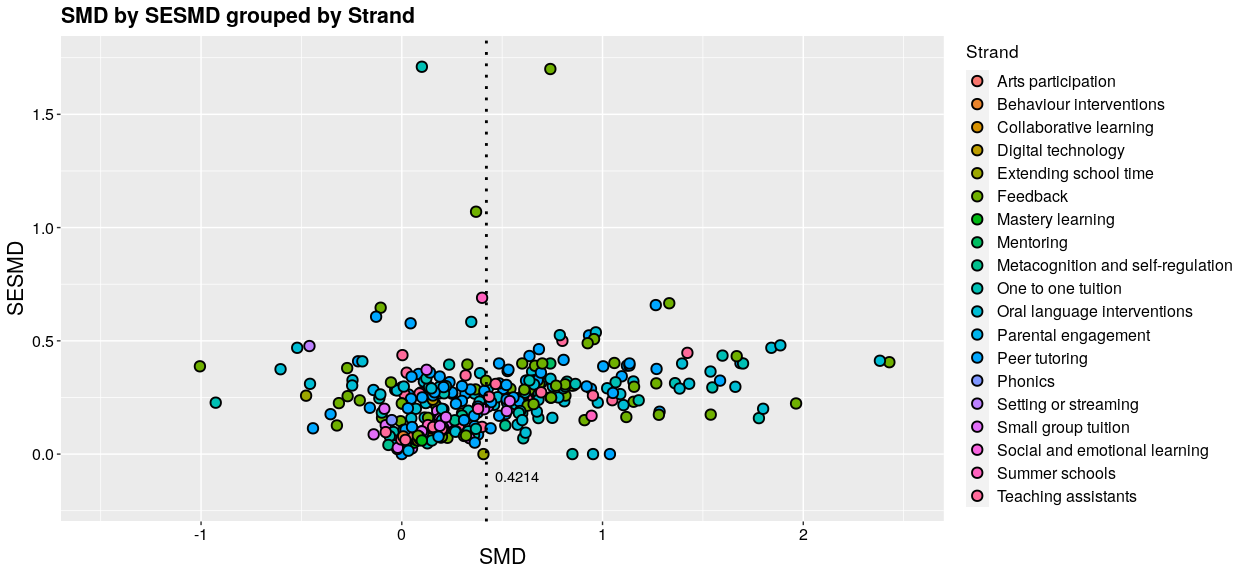 SMD by SESMD grouped by Strand
SESMD
1.5
1.0
0.5
0.0
0.4214
-1
0
1
2
SMD
Strand
Arts participation
Behaviour interventions
Collaborative learning
Digital technology
Extending school time
Feedback
Mastery learning
Mentoring
Metacognition and self-regulation
One to one tuition
Oral language interventions
Parental engagement
Peer tutoring
Phonics
Setting or streaming
Small group tuition
Social and emotional learning
Summer schools
Teaching assistants